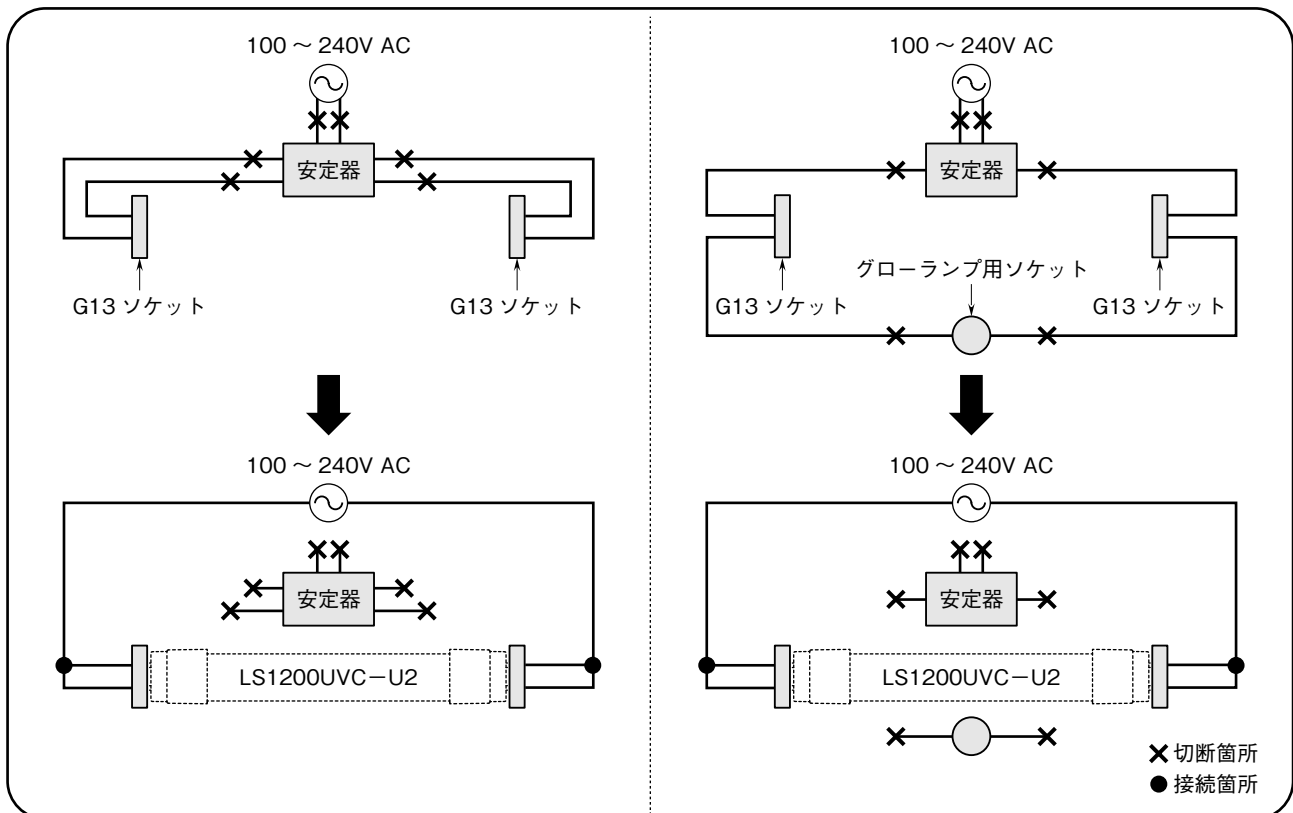 100 ～ 240V AC
安定器
G13 ソケット
G13 ソケット
100 ～ 240V AC
安定器
LS1200UVC－U2
100 ～ 240V AC
安定器
グローランプ用ソケット
G13 ソケット
G13 ソケット
100 ～ 240V AC
安定器
LS1200UVC－U2
切断箇所
接続箇所